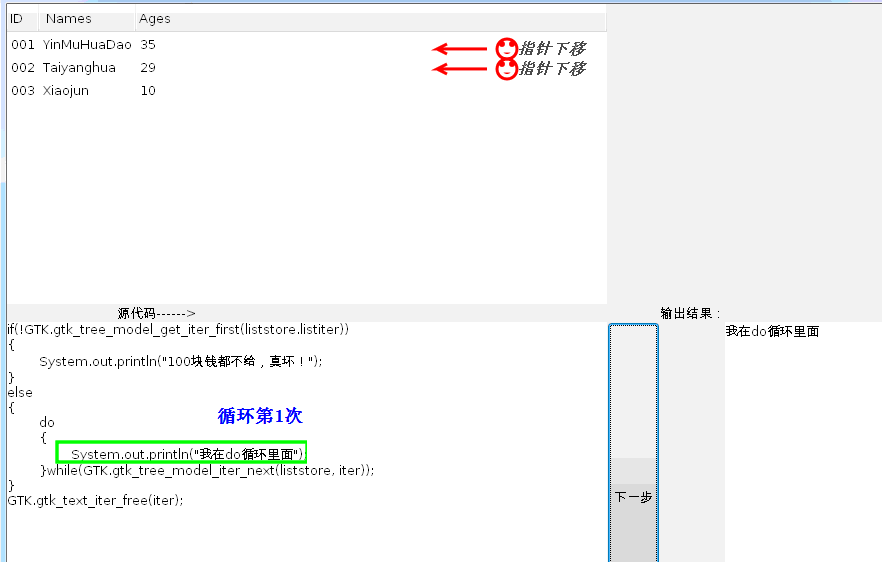 ID Names Ages
001 YinMuHuaDao 35
指针下移
002 Taiyanghua 29
指针下移
003 Xiaojun 10
源代码------>
输出结果：
if(!GTK.gtk_tree_model_get_iter_first(liststore.listiter))
{
System.out.println("100块钱都不给，真坏！");
}
else
{
do
循环第1次
{
System.out.println("我在do循环里面");
}while(GTK.gtk_tree_model_iter_next(liststore, iter));
}
GTK.gtk_text_iter_free(iter);
下一步
我在do循环里面